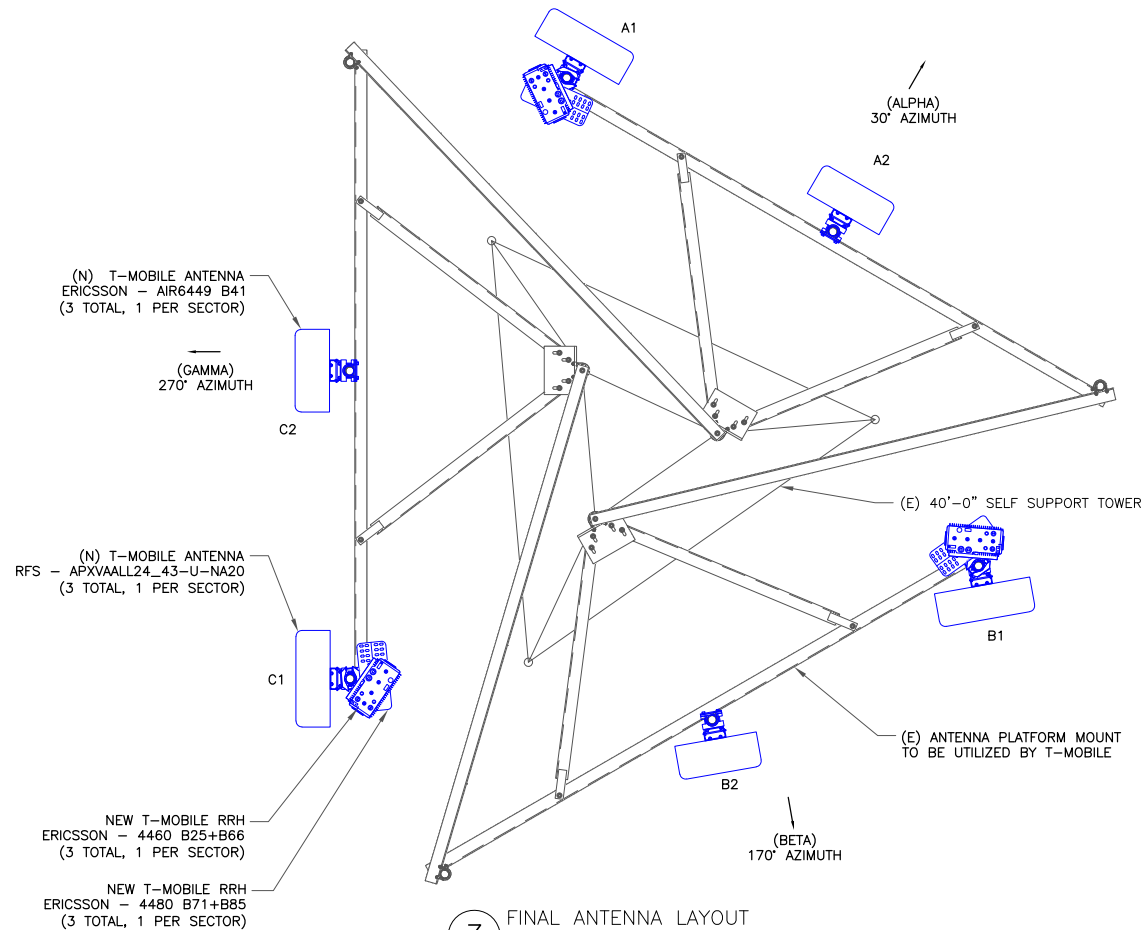 A1
(ALPHA)
30° AZIMUTH
A2
(N) T-MOBILE ANTENNA
ERICSSON - AIR6449 B41
(3 TOTAL, 1 PER SECTOR)
(GAMMA)
270° AZIMUTH
C2
(E) 40'-0" SELF SUPPORT TOWER
(N) T-MOBILE ANTENNA
RFS - APXVAALL24_43-U-NA20
(3 TOTAL, 1 PER SECTOR)
B1
C1
(E) ANTENNA PLATFORM MOUNT
TO BE UTILIZED BY T-MOBILE
B2
NEW T-MOBILE RRH
ERICSSON - 4460 B25+B66
(3 TOTAL, 1 PER SECTOR)
(BETA)
170° AZIMUTH
NEW T-MOBILE RRH
ERICSSON - 4480 B71+B85
(3 TOTAL, 1 PER SECTOR)
FINAL ANTENNA LAYOUT